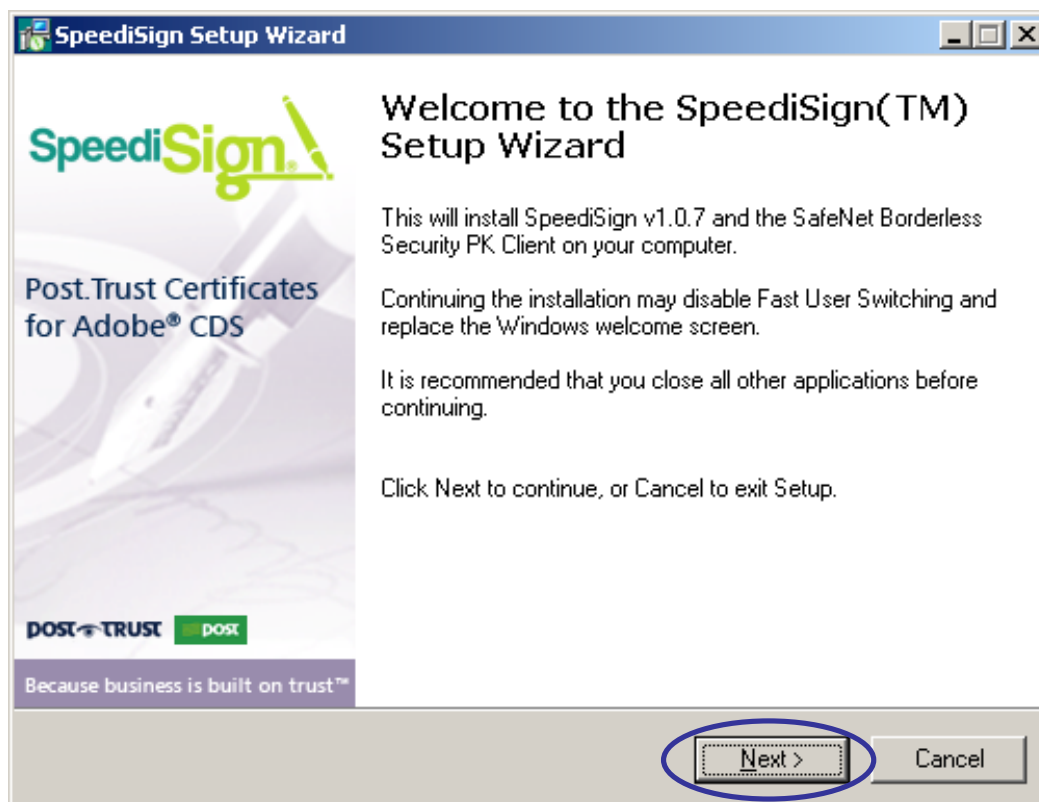 SpeediSign Setup Wizard
SpeediSign®
Post.Trust Certificates
for Adobe® CDS
POST TRUST
post
Because business is built on trust™
Welcome to the SpeediSign(TM)
Setup Wizard
This will install SpeediSign v1.0.7 and the SafeNet Borderless
Security PK Client on your computer.
Continuing the installation may disable Fast User Switching and
replace the Windows welcome screen.
It is recommended that you close all other applications before
continuing.
Click Next to continue, or Cancel to exit Setup.
Next >
Cancel